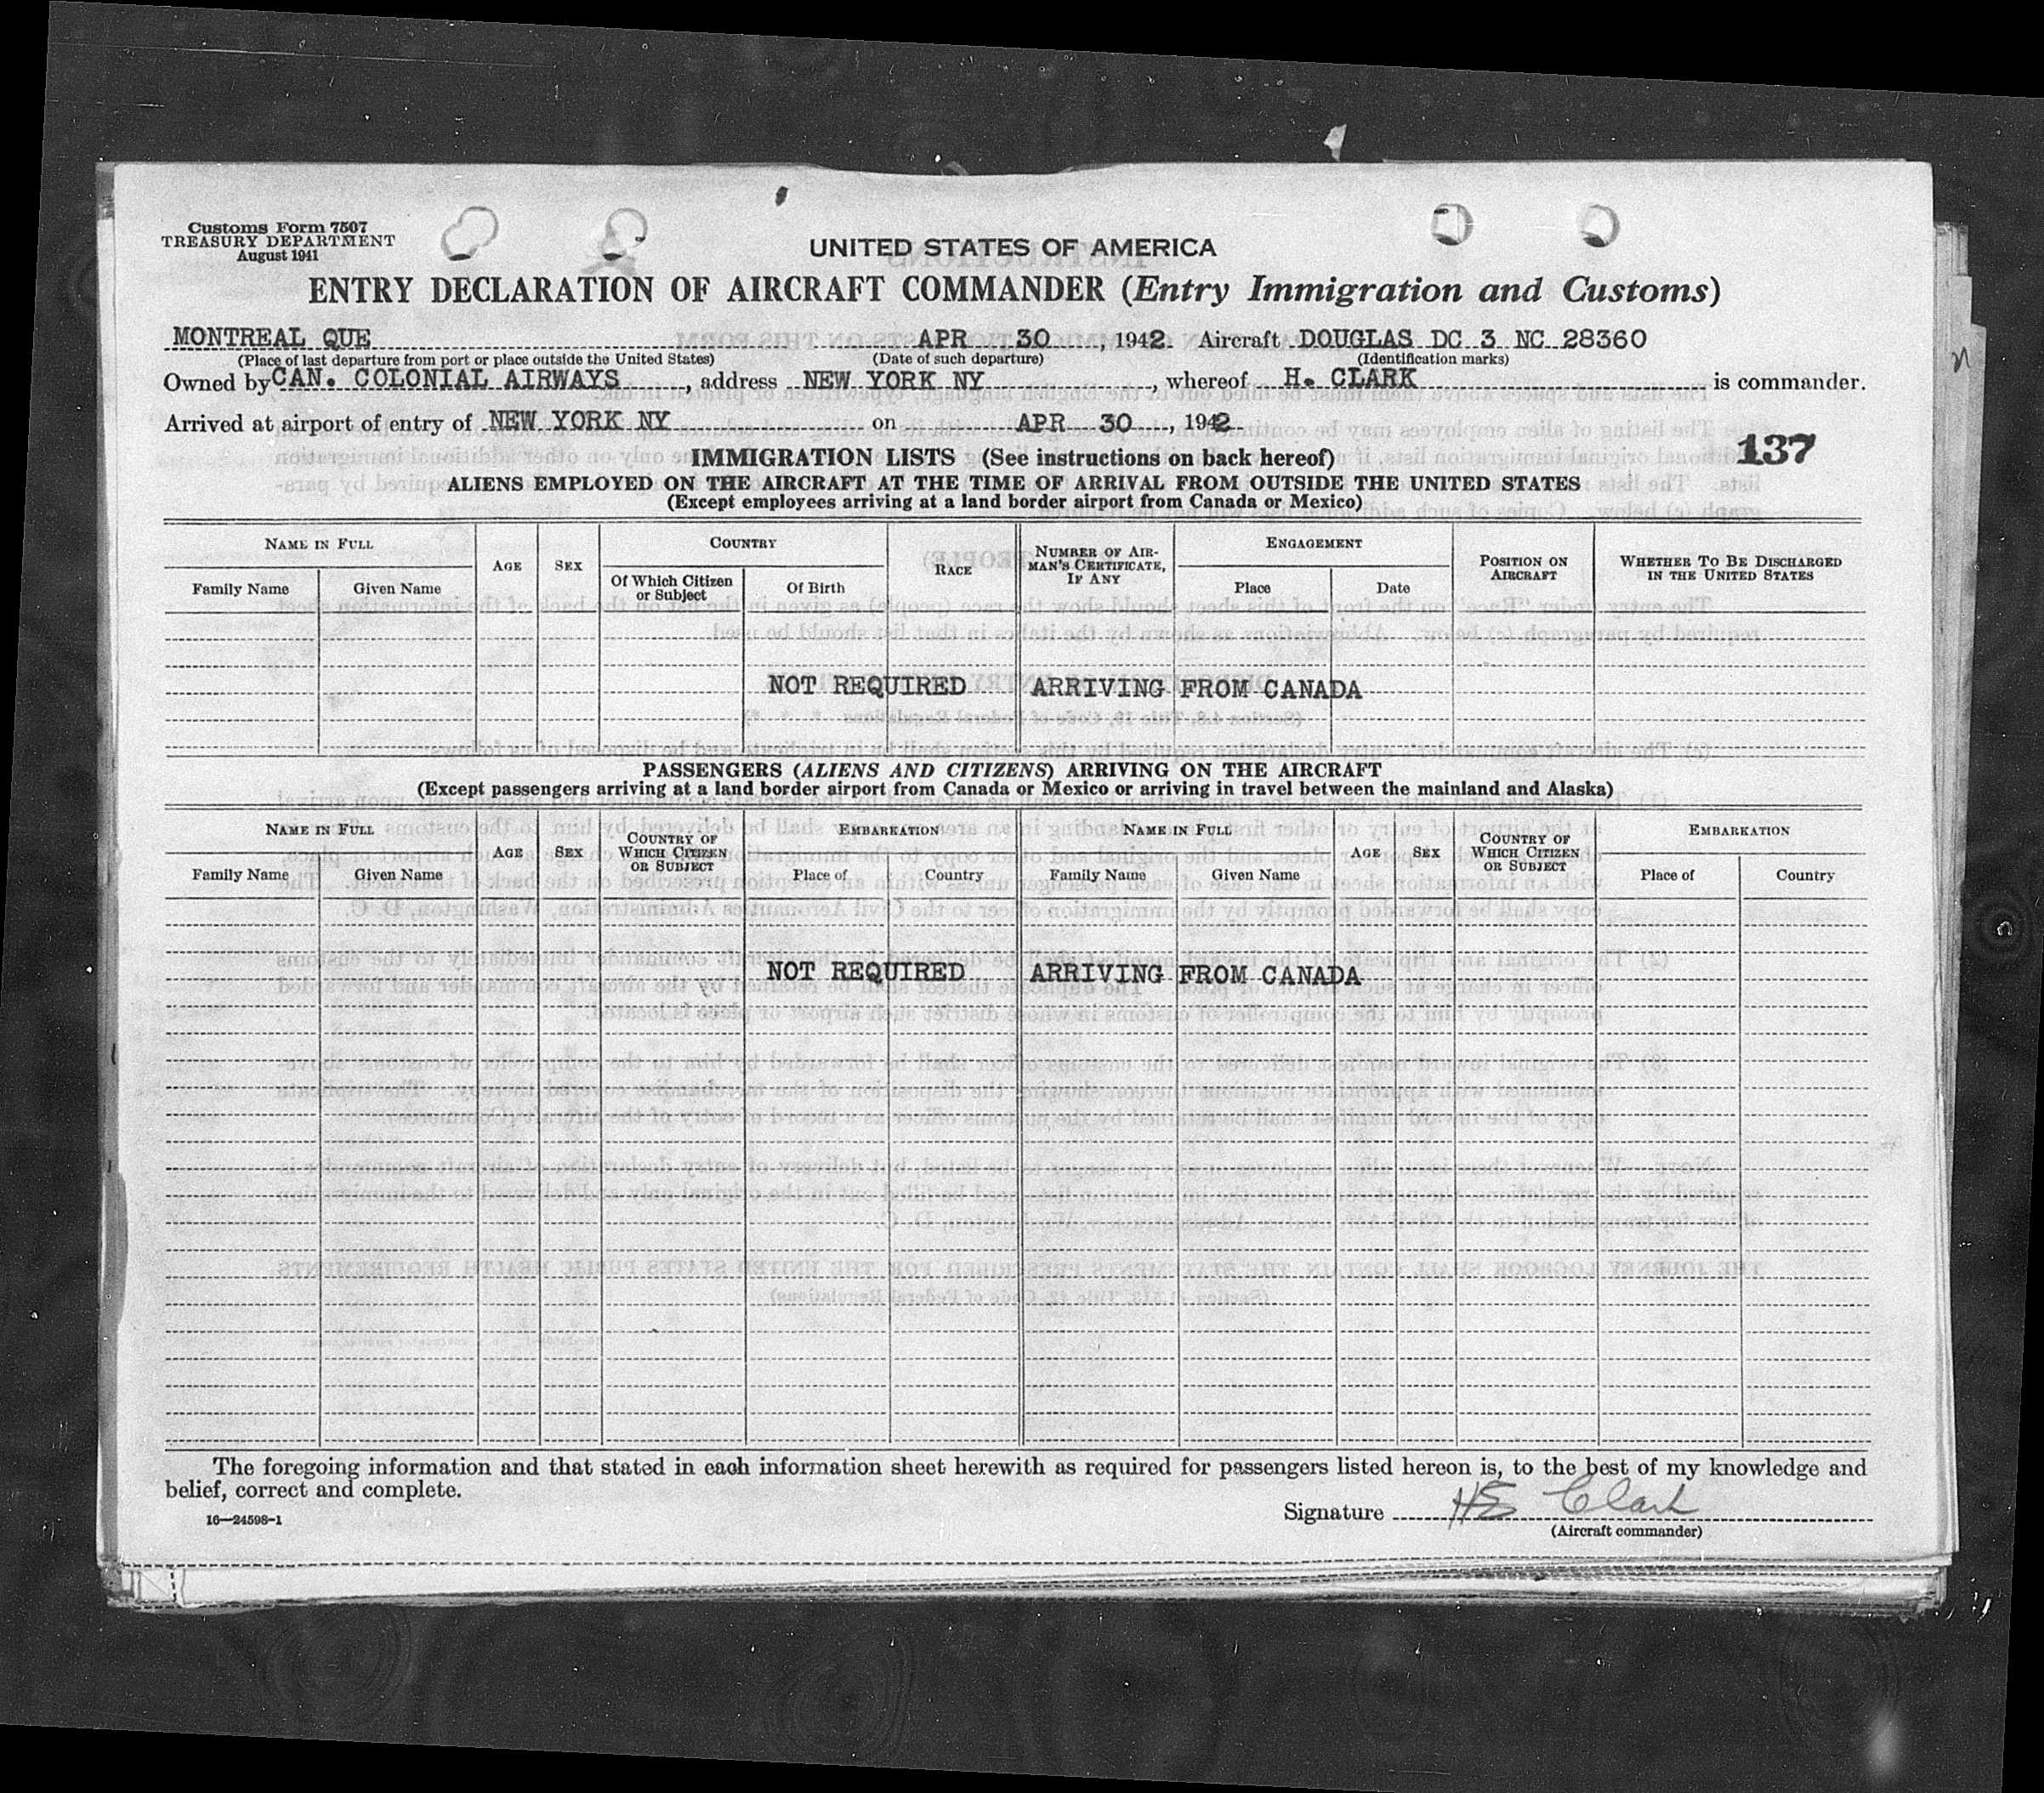 Customs Form 7507
TREASURY DEPARTMENT
August 1941
UNITED STATES OF AMERICA
ENTRY DECLARATION OF AIRCRAFT COMMANDER (Entry Immigration and Customs)
MONTREAL QUE APR 30, 1942 Aircraft DOUGLAS DC 3 NC 28360
(Place of last departure from port or place outside the United States) (Date of such departure) (Identification marks)
Owned by CAN. COLONIAL AIRWAYS, address NEW YORK NY, whereof H. CLARK is commander.
Arrived at airport of entry of NEW YORK NY on APR 30, 1942
137
IMMIGRATION LISTS (See instructions on back hereof)
ALIENS EMPLOYED ON THE AIRCRAFT AT THE TIME OF ARRIVAL FROM OUTSIDE THE UNITED STATES
(Except employees arriving at a land border airport from Canada or Mexico)
NAME IN FULL
Family Name Given Name
AGE
SEX
COUNTRY
Of Which Citizen or Subject Of Birth
RACE
NUMBER OF AIRMAN'S CERTIFICATE, IF ANY
ENGAGEMENT
Place Date
POSITION ON AIRCRAFT
WHETHER TO BE DISCHARGED IN THE UNITED STATES
NOT REQUIRED ARRIVING FROM CANADA
PASSENGERS (ALIENS AND CITIZENS) ARRIVING ON THE AIRCRAFT
(Except passengers arriving at a land border airport from Canada or Mexico or arriving in travel between the mainland and Alaska)
NAME IN FULL
Family Name Given Name
AGE
SEX
COUNTRY OF WHICH CITIZEN OR SUBJECT
EMBARKATION
Place of Country
NAME IN FULL
Family Name Given Name
AGE
SEX
COUNTRY OF WHICH CITIZEN OR SUBJECT
EMBARKATION
Place of Country
NOT REQUIRED ARRIVING FROM CANADA
The foregoing information and that stated in each information sheet herewith as required for passengers listed hereon is, to the best of my knowledge and
belief, correct and complete.
Signature HS Clark
16—24598-1
(Aircraft commander)